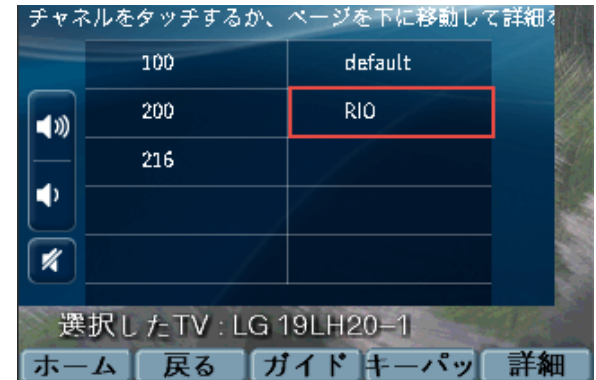 チャネルをタッチするか、ページを下に移動して詳細
100 default
200 RIO
216
選択したTV : LG 19LH20-1
ホーム 戻る ガイド キーパッ 詳細